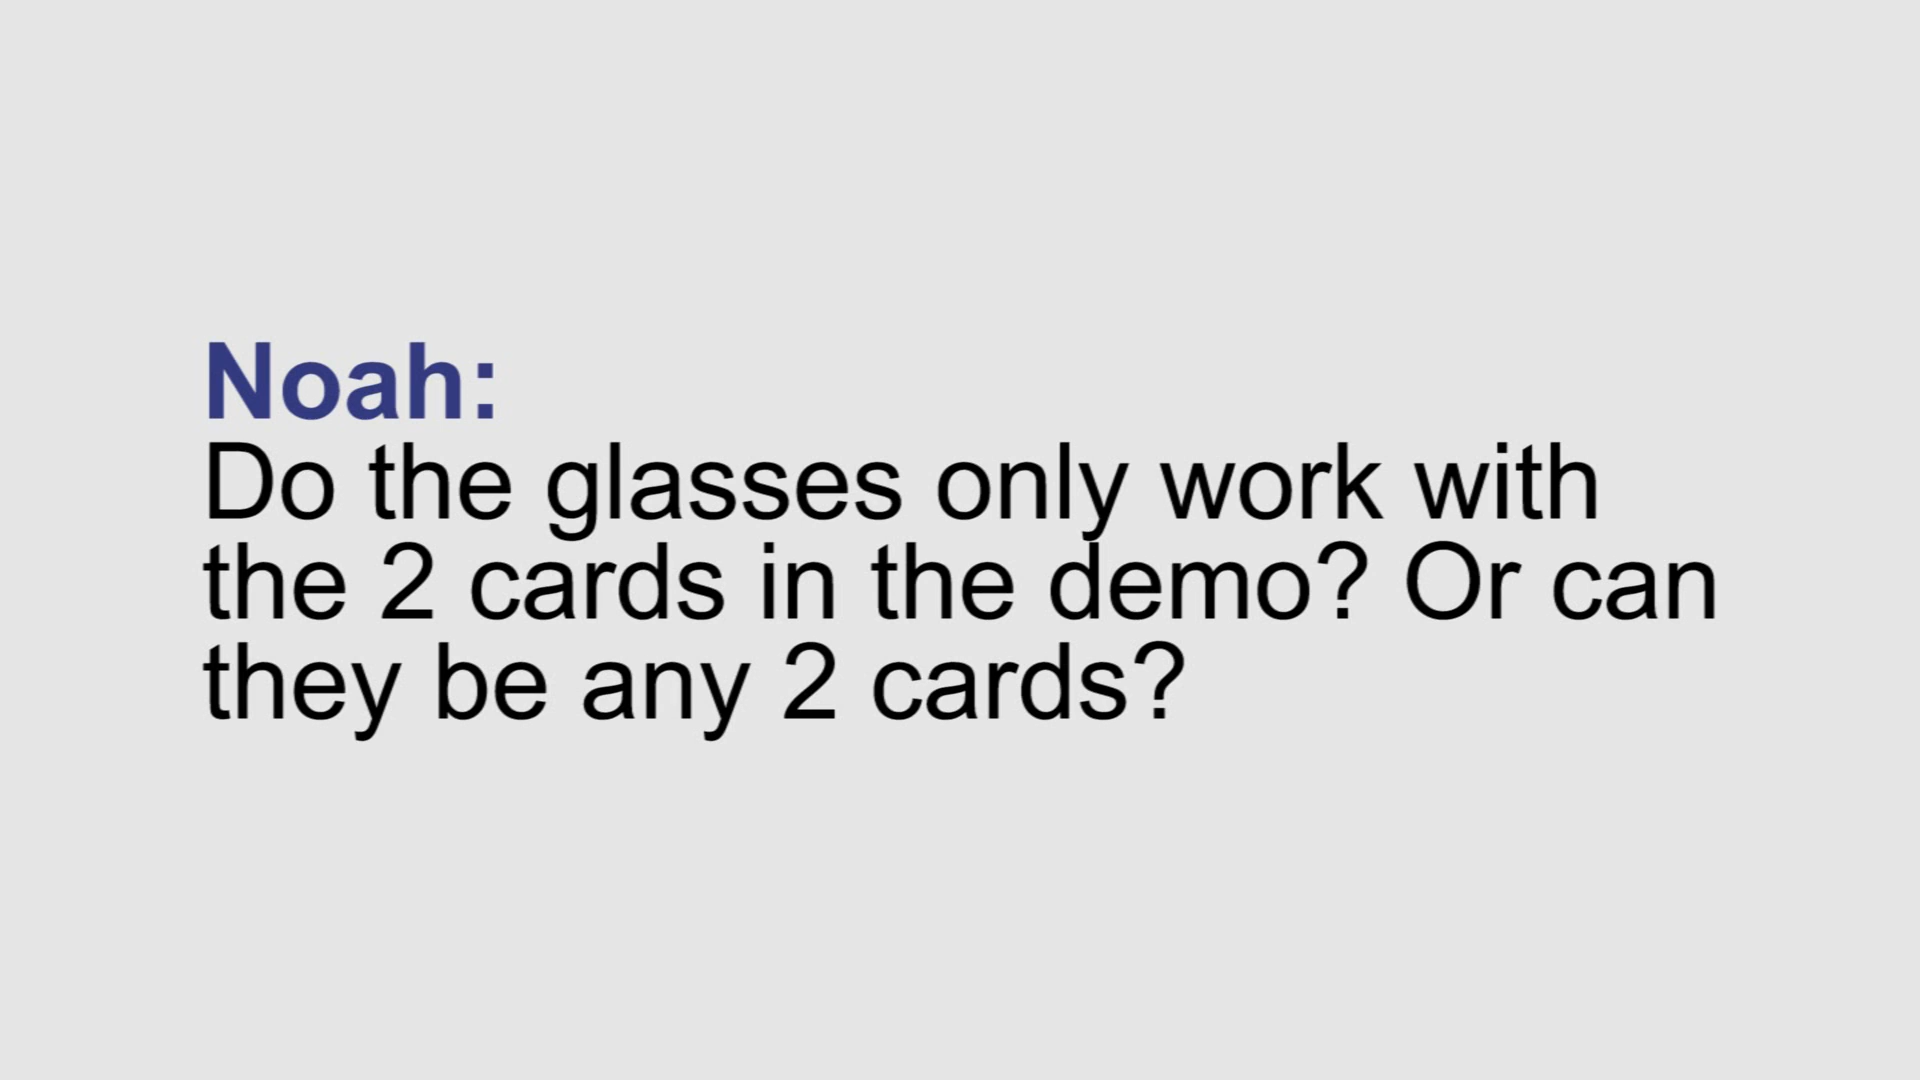 Noah:
Do the glasses only work with
the 2 cards in the demo? Or can
they be any 2 cards?